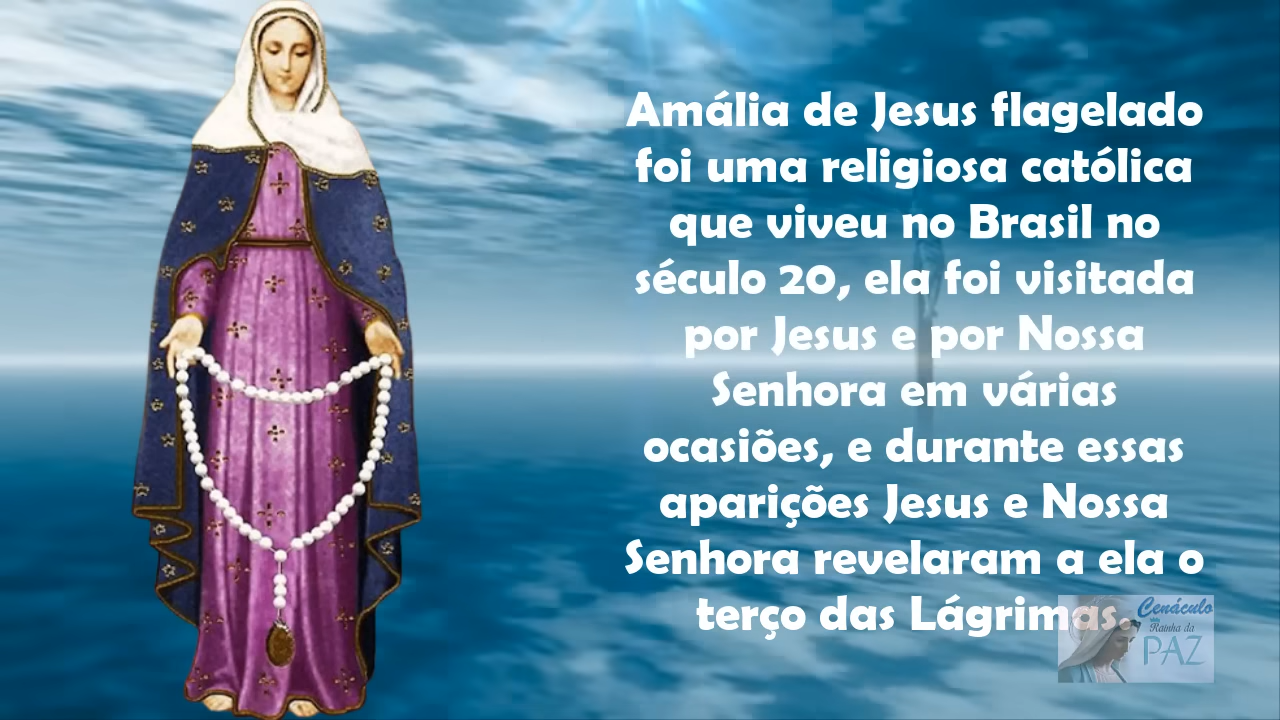 Amália de Jesus flagelado
foi uma religiosa católica
que viveu no Brasil no
século 20, ela foi visitada
por Jesus e por Nossa
Senhora em várias
ocasiões, e durante essas
aparições Jesus e Nossa
Senhora revelaram a ela o
terço das Lágrimas.
Cenáculo
Rainha da
PAZ